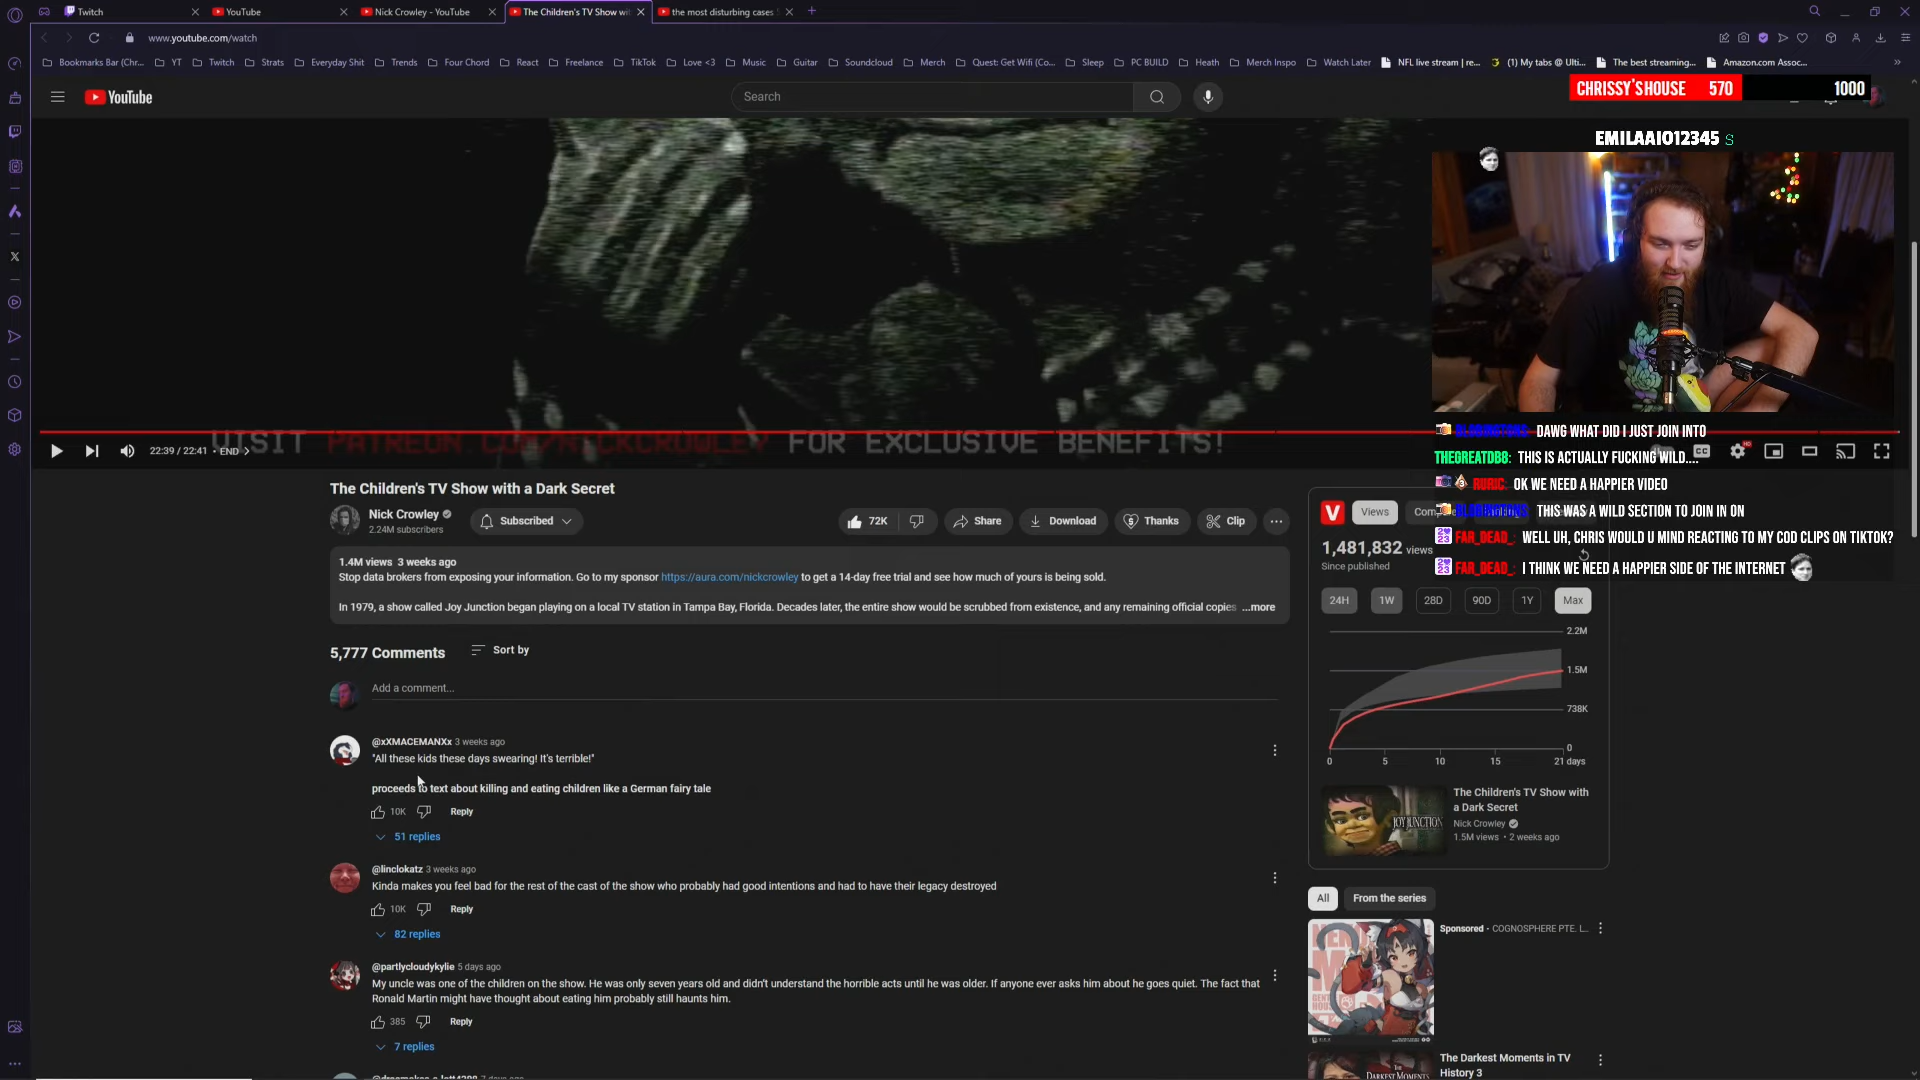 Twitch
YouTube
Nick Crowley - YouTube
The Children's TV Show wi
the most disturbing cases
www.youtube.com/watch
Bookmarks Bar (Chr... YT Twitch Strats Everyday Shit Trends Four Chord React Freelance TikTok Love <3 Music Guitar Soundcloud Merch Quest: Get Wifi (Co... Sleep PC BUILD Heath Merch Inspo Watch Later NFL live stream | re... (1) My tabs @ Ulti... The best streaming... Amazon.com Assoc...
YouTube
Search
CHRISSY'SHOUSE 570 1000
EMILAAIO12345 S
VISIT PATREON.COM/NICKCROWLEY FOR EXCLUSIVE BENEFITS!
22:39 / 22:41 • END
CC
HD
DAWG WHAT DID I JUST JOIN INTO
THEGREATDB8: THIS IS ACTUALLY FUCKING WILD....
RURIC: OK WE NEED A HAPPIER VIDEO
THIS WAS A WILD SECTION TO JOIN IN ON
FAR_DEAD_: WELL UH, CHRIS WOULD U MIND REACTING TO MY COD CLIPS ON TIKTOK?
FAR_DEAD_: I THINK WE NEED A HAPPIER SIDE OF THE INTERNET
The Children's TV Show with a Dark Secret
Nick Crowley
2.24M subscribers
Subscribed
72K
Share
Download
Thanks
Clip
1.4M views 3 weeks ago
Stop data brokers from exposing your information. Go to my sponsor https://aura.com/nickcrowley to get a 14-day free trial and see how much of yours is being sold.
In 1979, a show called Joy Junction began playing on a local TV station in Tampa Bay, Florida. Decades later, the entire show would be scrubbed from existence, and any remaining official copies ...more
5,777 Comments
Sort by
Add a comment...
@xXMACEMANXx 3 weeks ago
"All these kids these days swearing! It's terrible!"
proceeds to text about killing and eating children like a German fairy tale
10K
Reply
51 replies
@linclokatz 3 weeks ago
Kinda makes you feel bad for the rest of the cast of the show who probably had good intentions and had to have their legacy destroyed
10K
Reply
82 replies
@partlycloudykylie 5 days ago
My uncle was one of the children on the show. He was only seven years old and didn't understand the horrible acts until he was older. If anyone ever asks him about he goes quiet. The fact that
Ronald Martin might have thought about eating him probably still haunts him.
385
Reply
7 replies
V
Views
1,481,832 views
Since published
24H 1W 28D 90D 1Y Max
2.2M
1.5M
738K
0
0 5 10 15 21 days
JOY JUNCTION
The Children's TV Show with
a Dark Secret
Nick Crowley
1.5M views • 2 weeks ago
All
From the series
Sponsored • COGNOSPHERE PTE. L...
The Darkest Moments in TV
History 3
THE
DARKEST MOMENTS